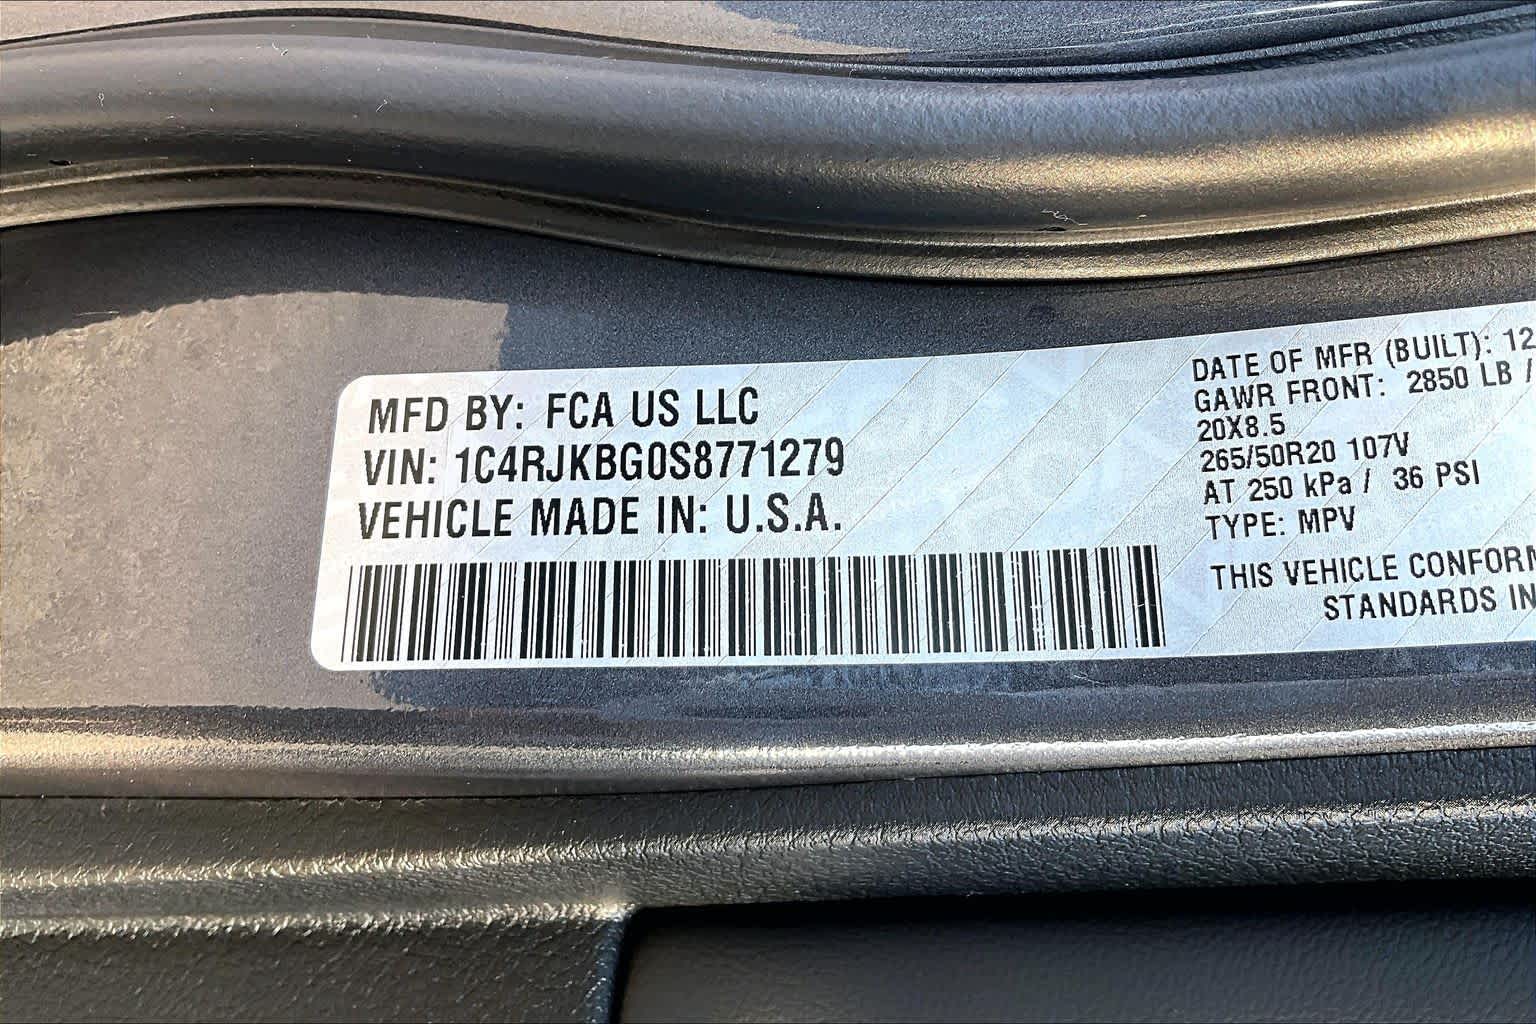 MFD BY: FCA US LLC
VIN: 1C4RJKBG0S8771279
VEHICLE MADE IN: U.S.A.
DATE OF MFR (BUILT): 12
GAWR FRONT: 2850 LB /
20X8.5
265/50R20 107V
AT 250 kPa / 36 PSI
TYPE: MPV
THIS VEHICLE CONFORM
STANDARDS IN